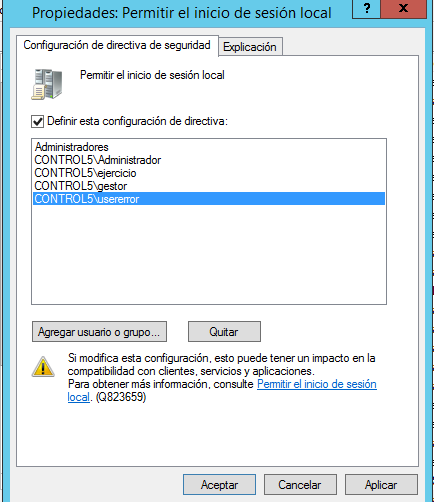 Propiedades: Permitir el inicio de sesión local
?
x
Configuración de directiva de seguridad
Explicación
Permitir el inicio de sesión local
Definir esta configuración de directiva:
Administradores
CONTROL5\Administrador
CONTROL5\ejercicio
CONTROL5\gestor
CONTROL5\usererror
Agregar usuario o grupo...
Quitar
Si modifica esta configuración, esto puede tener un impacto en la
compatibilidad con clientes, servicios y aplicaciones.
Para obtener más información, consulte Permitir el inicio de sesión
local. (Q823659)
Aceptar
Cancelar
Aplicar